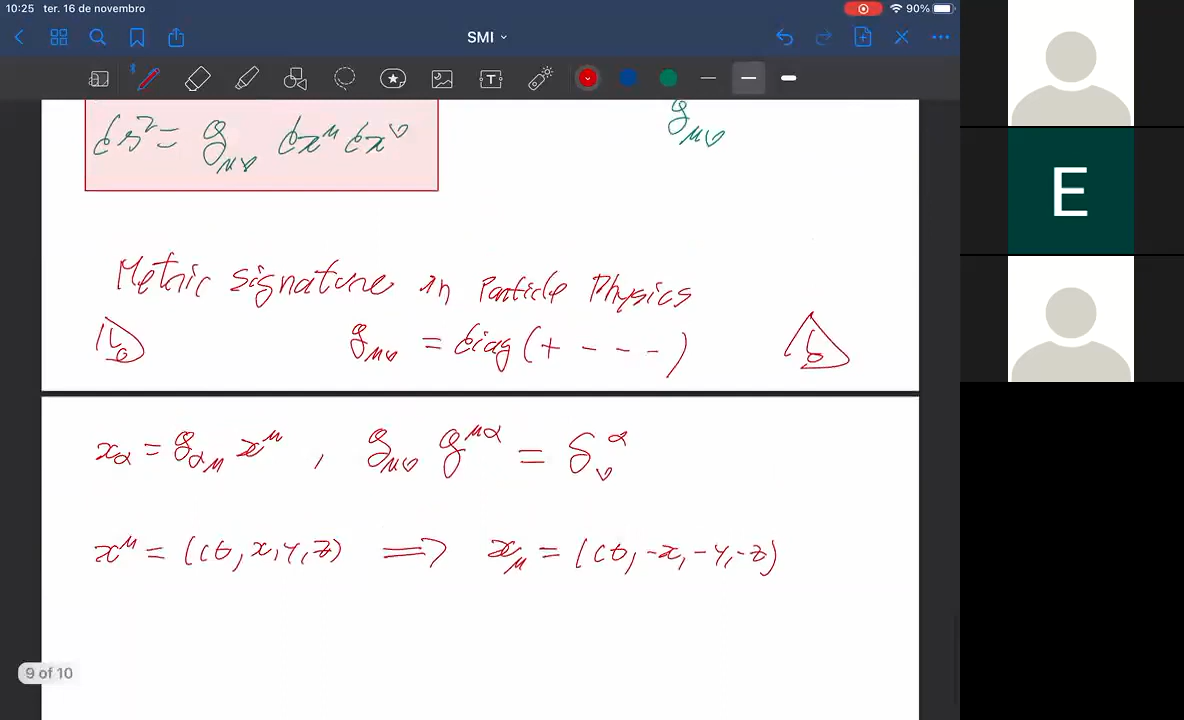 10:25 ter. 16 de novembro 90%
SMI
T
ds² = g_μν dx^μ dx^ν
g_μν
E
Metric signature in Particle Physics
g_μν = diag(+ - - -)
x_α = g_αμ x^μ , g_μν g^μα = δ_ν^α
x^μ = (ct, x, y, z) ⟹ x_μ = (ct, -x, -y, -z)
9 of 10